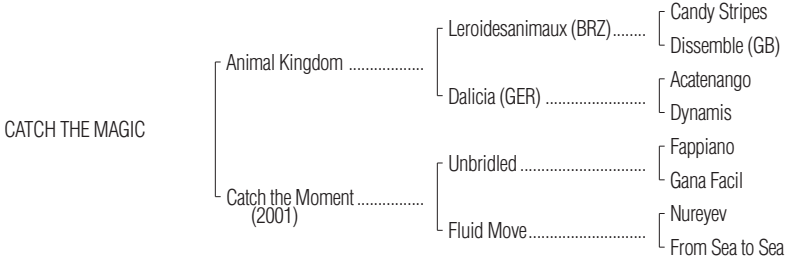 Candy Stripes
Leroidesanimaux (BRZ)........
Dissemble (GB)
Animal Kingdom ..................
Acatenango
Dalicia (GER) ........................
Dynamis
CATCH THE MAGIC
Fappiano
Unbridled ..............................
Gana Facil
Catch the Moment ................
(2001)
Nureyev
Fluid Move............................
From Sea to Sea